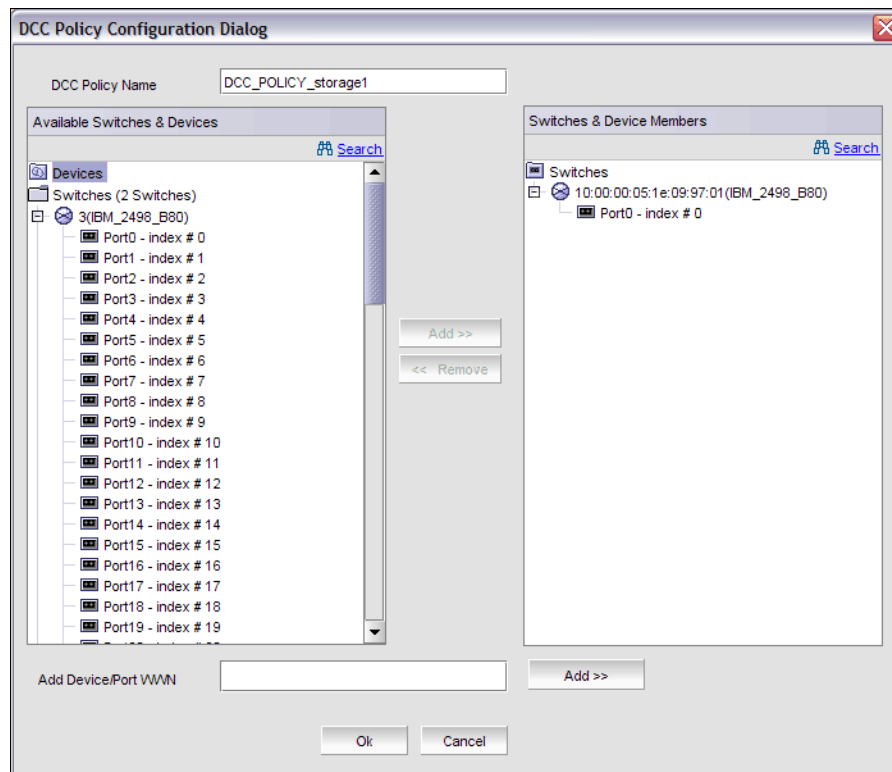 DCC Policy Configuration Dialog
DCC Policy Name
DCC_POLICY_storage1
Available Switches & Devices
Search
Devices
Switches (2 Switches)
3(IBM_2498_B80)
Port0 - index # 0
Port1 - index # 1
Port2 - index # 2
Port3 - index # 3
Port4 - index # 4
Port5 - index # 5
Port6 - index # 6
Port7 - index # 7
Port8 - index # 8
Port9 - index # 9
Port10 - index # 10
Port11 - index # 11
Port12 - index # 12
Port13 - index # 13
Port14 - index # 14
Port15 - index # 15
Port16 - index # 16
Port17 - index # 17
Port18 - index # 18
Port19 - index # 19
Add >>
<< Remove
Switches & Device Members
Search
Switches
10:00:00:05:1e:09:97:01(IBM_2498_B80)
Port0 - index # 0
Add Device/Port WWN
Add >>
Ok
Cancel